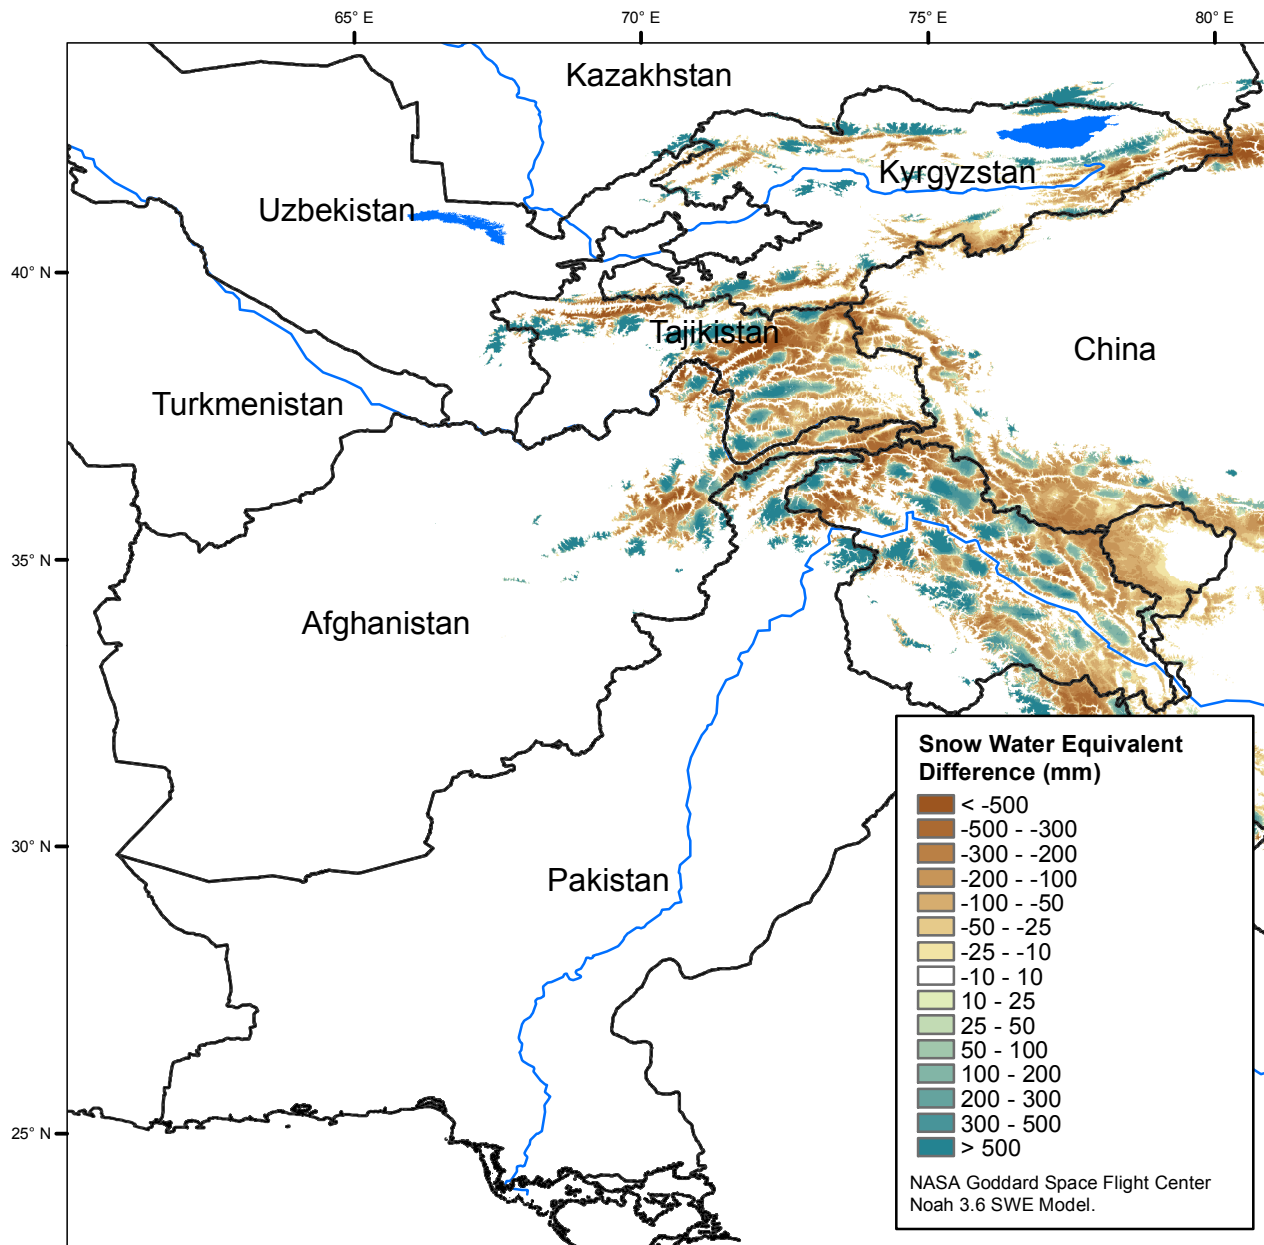 65° E
70° E
75° E
80° E
Kazakhstan
Kyrgyzstan
Uzbekistan
40° N
Tajikistan
China
Turkmenistan
35° N
Afghanistan
Snow Water Equivalent
Difference (mm)
< -500
-500 - -300
-300 - -200
-200 - -100
-100 - -50
-50 - -25
-25 - -10
-10 - 10
10 - 25
25 - 50
50 - 100
100 - 200
200 - 300
300 - 500
> 500
NASA Goddard Space Flight Center
Noah 3.6 SWE Model.
30° N
Pakistan
25° N